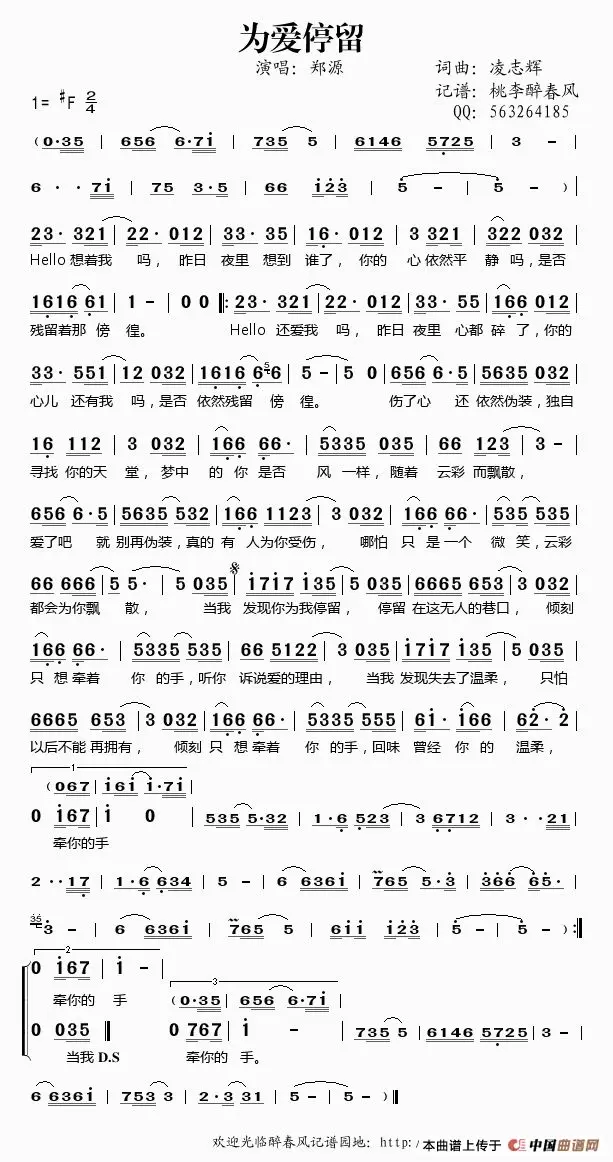 为爱停留
演唱：郑源
词曲：凌志辉
记谱：桃李醉春风
QQ：563264185
1= #F 2/4
(0·35 | 656 6·7i | 735 5 | 6146 5725 | 3 - |
6 · · 7i | 75 3·5 | 66 i23 | 5 - | 5 - ) |
23· 321 | 22· 012 | 33· 35 | 16· 012 | 3 321 | 322 032 |
Hello 想着我 吗，昨日 夜里 想到 谁了，你的 心 依然平 静吗，是否
1616 61 | 1 - | 0 0 ‖: 23· 321 | 22· 012 | 33· 55 | 166 012 |
残留着那 傍 徨。 Hello 还爱我 吗，昨日 夜里 心都 碎 了，你的
33· 551 | 12 032 | 1616 6 5 66 | 5 - | 5 0 | 656 6·5 | 5635 032 |
心儿 还有我 吗，是否 依然残留 傍 徨。 伤了心 还 依然伪装，独自
16 112 | 3 032 | 166 66· | 5335 035 | 66 123 | 3 - |
寻找 你的天 堂，梦中 的 你 是否 风 一样，随着 云彩 而飘散，
656 6·5 | 5635 532 | 166 1123 | 3 032 | 166 66· | 535 535 |
爱了吧 就 别再伪装，真的 有 人为你受伤， 哪怕 只 是一个 微 笑，云彩
66 666 | 5 5· | 5 035 | i7i7 i35 | 5 035 | 6665 653 | 3 032 |
都会为你飘 散， 当我 发现你为我停留， 停留 在这无人的 巷口， 倾刻
166 66· | 5335 535 | 66 5122 | 3 035 | i7i7 i35 | 5 035 |
只 想 牵着 你 的手，听你 诉说爱的理由， 当我 发现失去了温柔， 只怕
6665 653 | 3 032 | 166 66· | 5335 555 | 6i· i66 | 62· 2 |
以后不能 再拥有， 倾刻 只 想 牵着 你 的手，回味 曾经 你 的 温柔，
1
(067 | i6i i·7i |
0 i67 | i 0 | 535 5·32 | 1·6 523 | 3 6712 | 3··21 |
牵你的手
2··17 | 1·6 634 | 5 - | 6 636i | 765 5·3 | 366 65· |
35 3 - | 6 636i | 765 5 | 6ii i23 | 5 - | 5 - ) :‖
2
0 i67 | i - |
牵你的 手
3
(0·35 | 656 6·7i |
0 035 ‖ 0 767 | i - | 735 5 | 6146 5725 | 3 - |
当我 D.S 牵你的 手。
6 636i | 753 3 | 2·3 31 | 5 - ) ‖
欢迎光临醉春风记谱园地：http:/ 本曲谱上传于 中国曲谱网